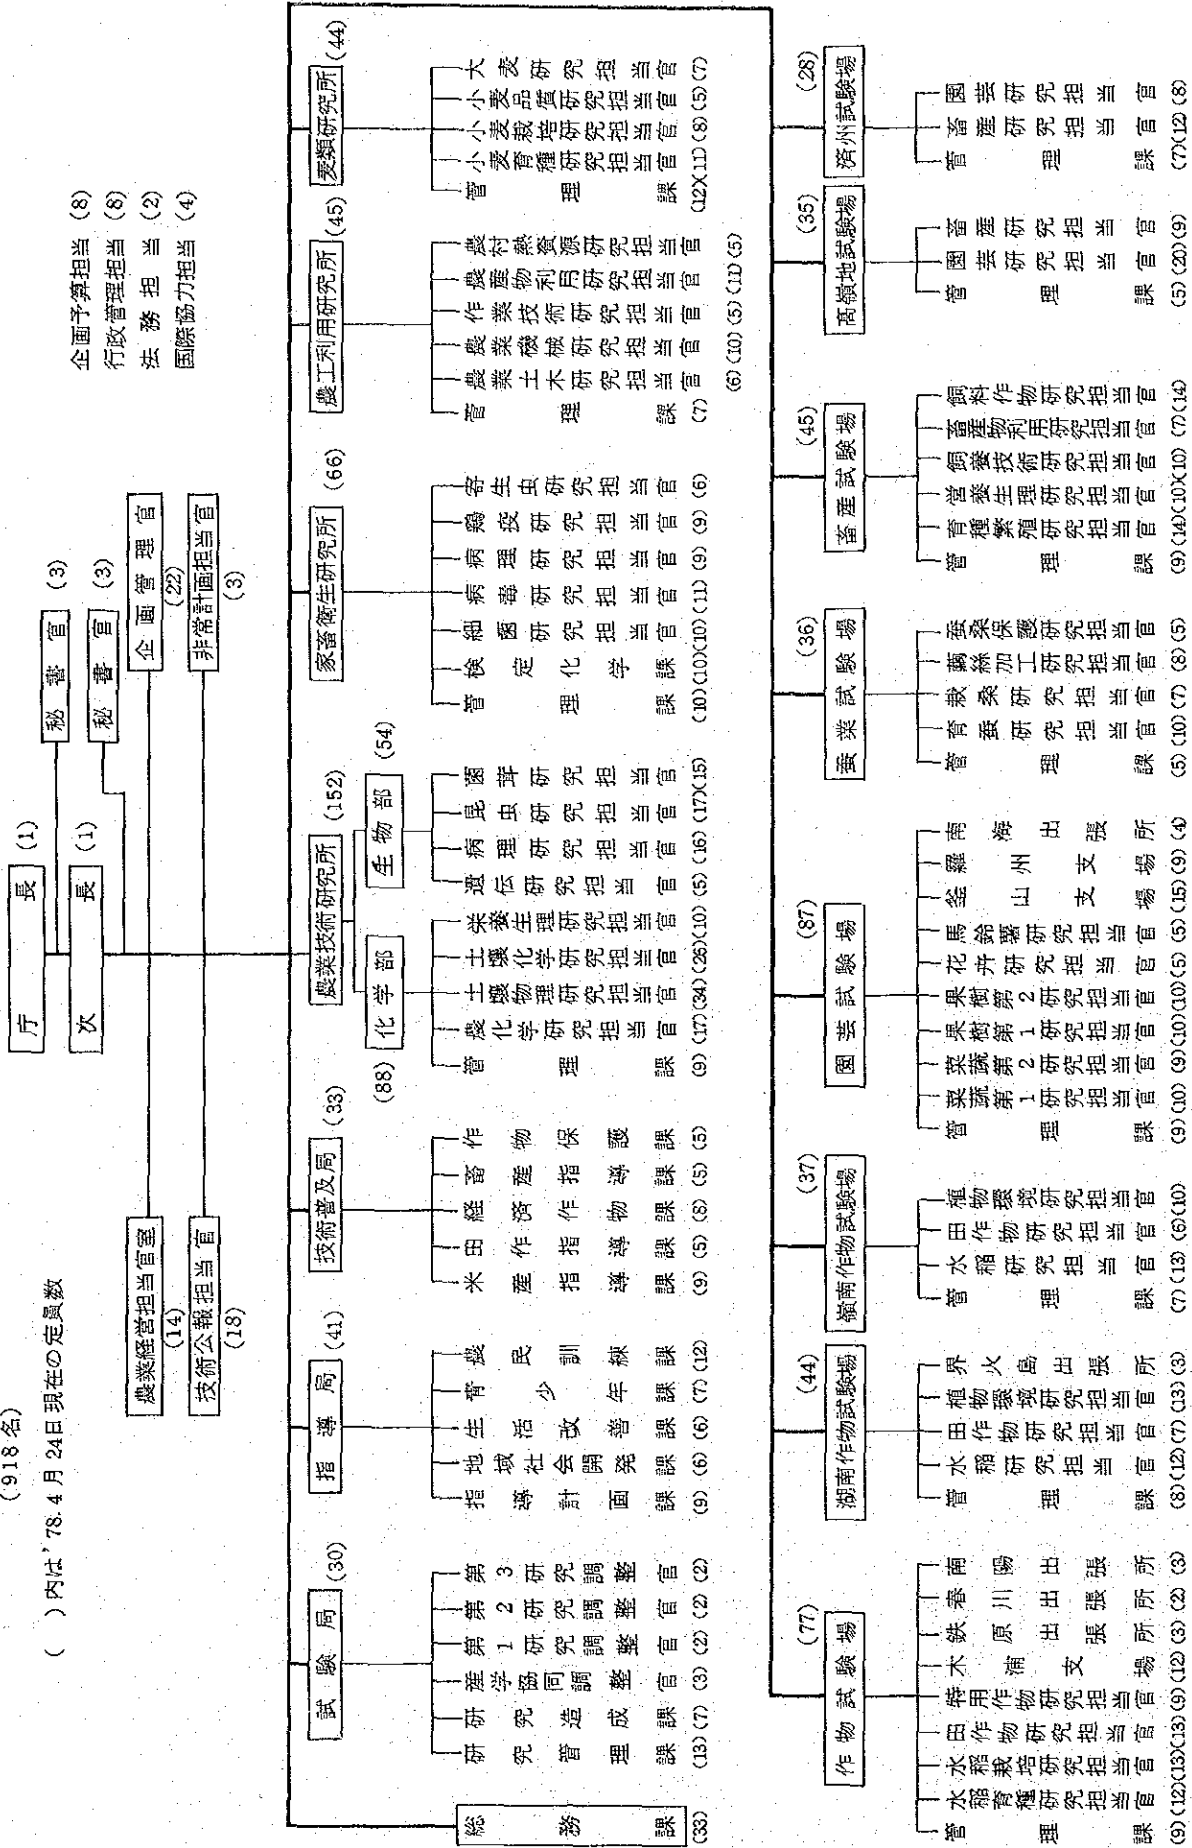 (918名)
(　)内は'78.4月24日現在の定員数
庁長 (1)
次長 (1)
秘書官 (3)
秘書官 (3)
企画管理官 (22)
企画予算担当 (8)
行政管理担当 (8)
法務担当 (2)
国際協力担当 (4)
非常計画担当官 (3)
農業経営担当官室 (14)
技術公報担当官 (18)
総務課 (33)
試験局 (30)
研究管理課 (13)
研究造成課 (7)
産学協同調整官 (3)
第1研究調整官 (2)
第2研究調整官 (2)
第3研究調整官 (2)
指導局 (41)
指導計画課 (9)
地域社会開発課 (6)
生活改善課 (6)
青少年課 (7)
農民訓練課 (12)
技術普及局 (33)
米産指導課 (9)
田作指導課 (5)
経済作物課 (8)
畜産指導課 (5)
作物保護課 (5)
農業技術研究所 (152)
化学部 (88)
管理課 (9)
農化学研究担当官 (17)
土壌物理研究担当官 (34)
土壌化学研究担当官 (26)
栄養生理研究担当官 (10)
生物部 (54)
遺伝研究担当官 (5)
病理研究担当官 (16)
昆虫研究担当官 (17)
菌茸研究担当官 (15)
家畜衛生研究所 (66)
管理課 (10)
検定化学課 (10)
細菌研究担当官 (10)
病毒研究担当官 (11)
病理研究担当官 (9)
鶏疫研究担当官 (9)
寄生虫研究担当官 (6)
農工利用研究所 (45)
管理課 (7)
農業土木研究担当官 (6)
農業機械研究担当官 (10)
作業技術研究担当官 (5)
農産物利用研究担当官 (11)
農村熱食源研究担当官 (5)
麦類研究所 (44)
管理課 (12)
小麦育種研究担当官 (11)
小麦栽培研究担当官 (8)
小麦品質研究担当官 (5)
大麦研究担当官 (7)
作物試験場 (77)
管理課 (9)
水稲育種研究担当官 (12)
水稲栽培研究担当官 (13)
田作物研究担当官 (13)
特用作物研究担当官 (9)
木浦支場 (12)
鉄原出張所 (3)
春川出張所 (2)
南陽出張所 (3)
湖南作物試験場 (44)
管理課 (8)
水稲研究担当官 (12)
田作物研究担当官 (7)
植物環境研究担当官 (13)
界火島出張所 (3)
嶺南作物試験場 (37)
管理課 (7)
水稲研究担当官 (13)
田作物研究担当官 (6)
植物環境研究担当官 (10)
園芸試験場 (87)
管理課 (9)
菜蔬第1研究担当官 (10)
菜蔬第2研究担当官 (9)
果樹第1研究担当官 (10)
果樹第2研究担当官 (10)
花卉研究担当官 (5)
馬鈴薯研究担当官 (5)
釜山支場 (15)
羅州支場 (9)
南海出張所 (4)
蚕業試験場 (36)
管理課 (5)
育蚕研究担当官 (10)
栽桑研究担当官 (7)
繭絲加工研究担当官 (8)
蚕桑保護研究担当官 (5)
畜産試験場 (45)
管理課 (9)
育種繁殖研究担当官 (14)
営養生理研究担当官 (10)
飼養技術研究担当官 (10)
畜産物利用研究担当官 (7)
飼料作物研究担当官 (14)
高嶺地試験場 (35)
管理課 (5)
園芸研究担当官 (20)
畜産研究担当官 (9)
済州試験場 (28)
管理課 (7)
畜産研究担当官 (12)
園芸研究担当官 (8)